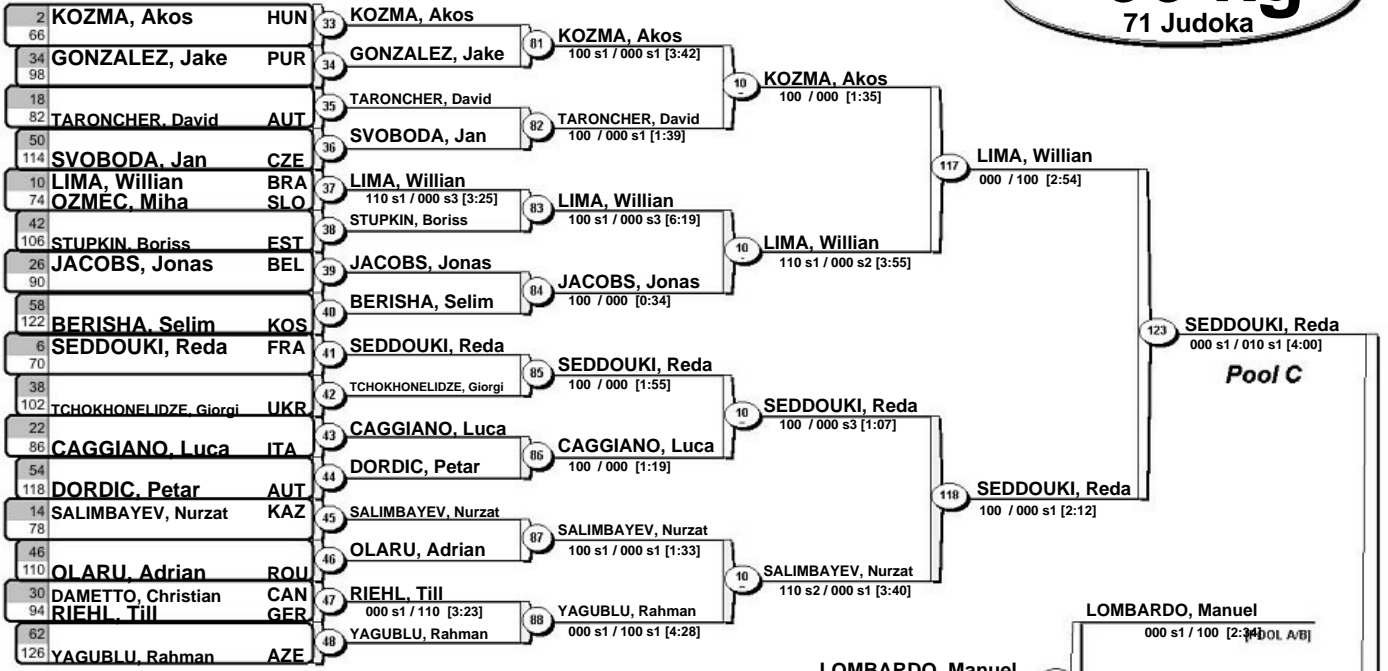 71 Judoka
2 KOZMA, Akos HUN
66
34 GONZALEZ, Jake PUR
98
18
82 TARONCHER, David AUT
50
114 SVOBODA, Jan CZE
10 LIMA, Willian BRA
74 OZMEC, Miha SLO
42
106 STUPKIN, Boriss EST
26 JACOBS, Jonas BEL
90
58
122 BERISHA, Selim KOS
6 SEDDOUKI, Reda FRA
70
38
102 TCHOKHONELIDZE, Giorgi UKR
22
86 CAGGIANO, Luca ITA
54
118 DORDIC, Petar AUT
14 SALIMBAYEV, Nurzat KAZ
78
46
110 OLARU, Adrian ROU
30 DAMETTO, Christian CAN
94 RIEHL, Till GER
62
126 YAGUBLU, Rahman AZE
33 KOZMA, Akos
34 GONZALEZ, Jake
35 TARONCHER, David
36 SVOBODA, Jan
37 LIMA, Willian
110 s1 / 000 s3 [3:25]
38 STUPKIN, Boriss
39 JACOBS, Jonas
40 BERISHA, Selim
41 SEDDOUKI, Reda
42 TCHOKHONELIDZE, Giorgi
43 CAGGIANO, Luca
44 DORDIC, Petar
45 SALIMBAYEV, Nurzat
46 OLARU, Adrian
47 RIEHL, Till
000 s1 / 110 [3:23]
48 YAGUBLU, Rahman
81 KOZMA, Akos
100 s1 / 000 s1 [3:42]
82 TARONCHER, David
100 / 000 s1 [1:39]
83 LIMA, Willian
100 s1 / 000 s3 [6:19]
84 JACOBS, Jonas
100 / 000 [0:34]
85 SEDDOUKI, Reda
100 / 000 [1:55]
86 CAGGIANO, Luca
100 / 000 [1:19]
87 SALIMBAYEV, Nurzat
100 s1 / 000 s1 [1:33]
88 YAGUBLU, Rahman
000 s1 / 100 s1 [4:28]
10 KOZMA, Akos
100 / 000 [1:35]
10 LIMA, Willian
110 s1 / 000 s2 [3:55]
10 SEDDOUKI, Reda
100 / 000 s3 [1:07]
10 SALIMBAYEV, Nurzat
110 s2 / 000 s1 [3:40]
117 LIMA, Willian
000 / 100 [2:54]
118 SEDDOUKI, Reda
100 / 000 s1 [2:12]
123 SEDDOUKI, Reda
000 s1 / 010 s1 [4:00]
Pool C
LOMBARDO, Manuel
000 s1 / 100 [2:34]
[POOL A/B]
LOMBARDO, Manuel